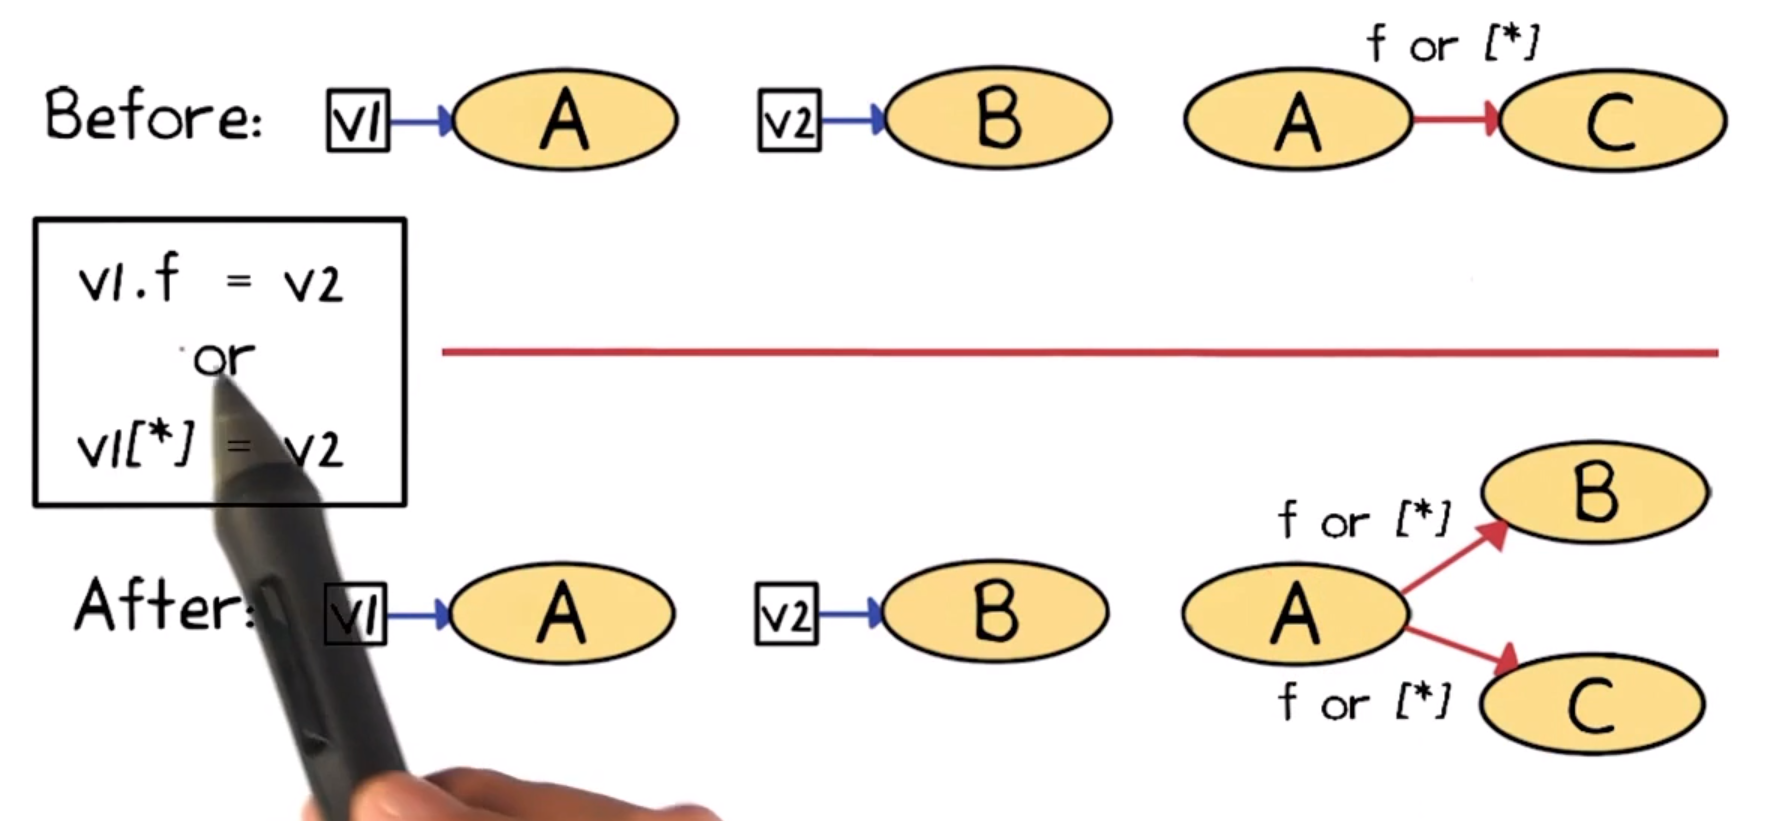 f or [*]
Before: v1 A v2 B A C
v1.f = v2
or
v1[*] = v2
B
f or [*]
After: v1 A v2 B A
f or [*] C